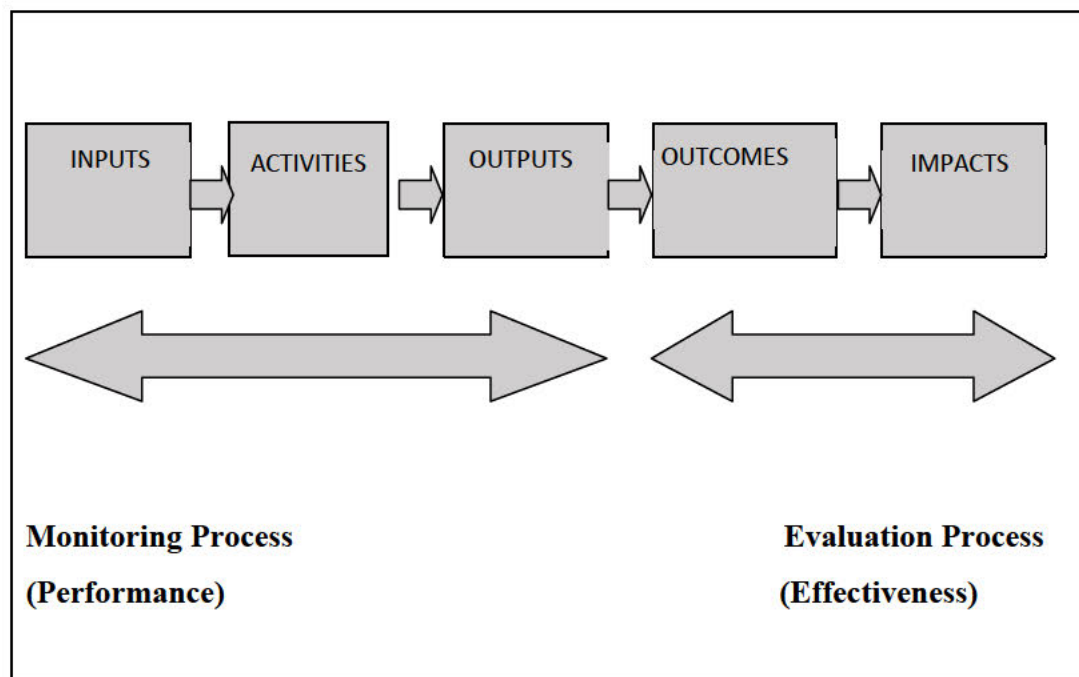 INPUTS
ACTIVITIES
OUTPUTS
OUTCOMES
IMPACTS
Monitoring Process
Evaluation Process
(Performance)
(Effectiveness)